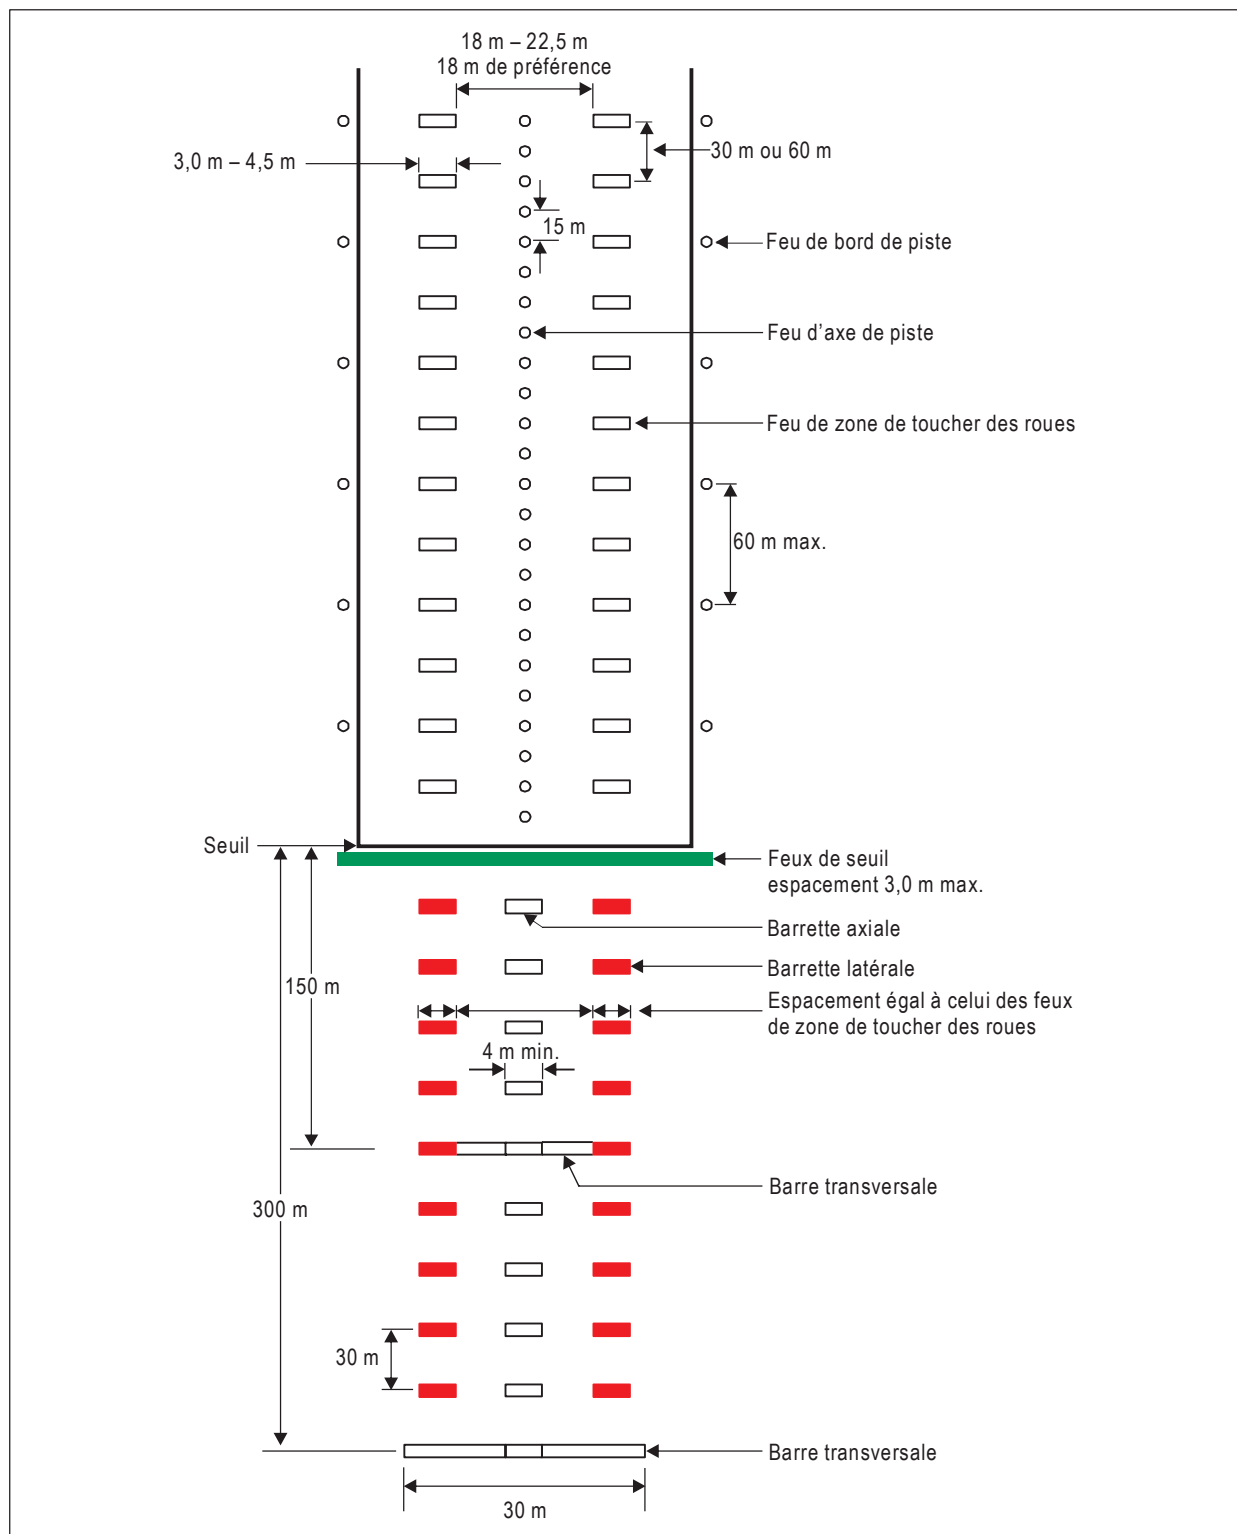 18 m – 22,5 m
18 m de préférence
3,0 m – 4,5 m
30 m ou 60 m
15 m
Feu de bord de piste
Feu d’axe de piste
Feu de zone de toucher des roues
60 m max.
Seuil
Feux de seuil
espacement 3,0 m max.
Barrette axiale
Barrette latérale
150 m
Espacement égal à celui des feux
de zone de toucher des roues
4 m min.
Barre transversale
300 m
30 m
Barre transversale
30 m